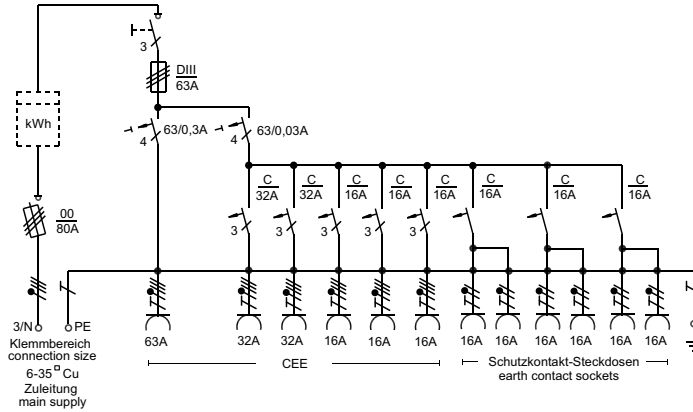 3
DIII
63A
kWh
4
63/0,3A
4
63/0,03A
C
32A
C
32A
C
16A
C
16A
C
16A
C
16A
C
16A
C
16A
00
80A
3
3
3
3
3
3/N
PE
63A
32A
32A
16A
16A
16A
16A
16A
16A
16A
16A
16A
Klemmbereich
connection size
6-35□ Cu
Zuleitung
main supply
CEE
Schutzkontakt-Steckdosen
earth contact sockets